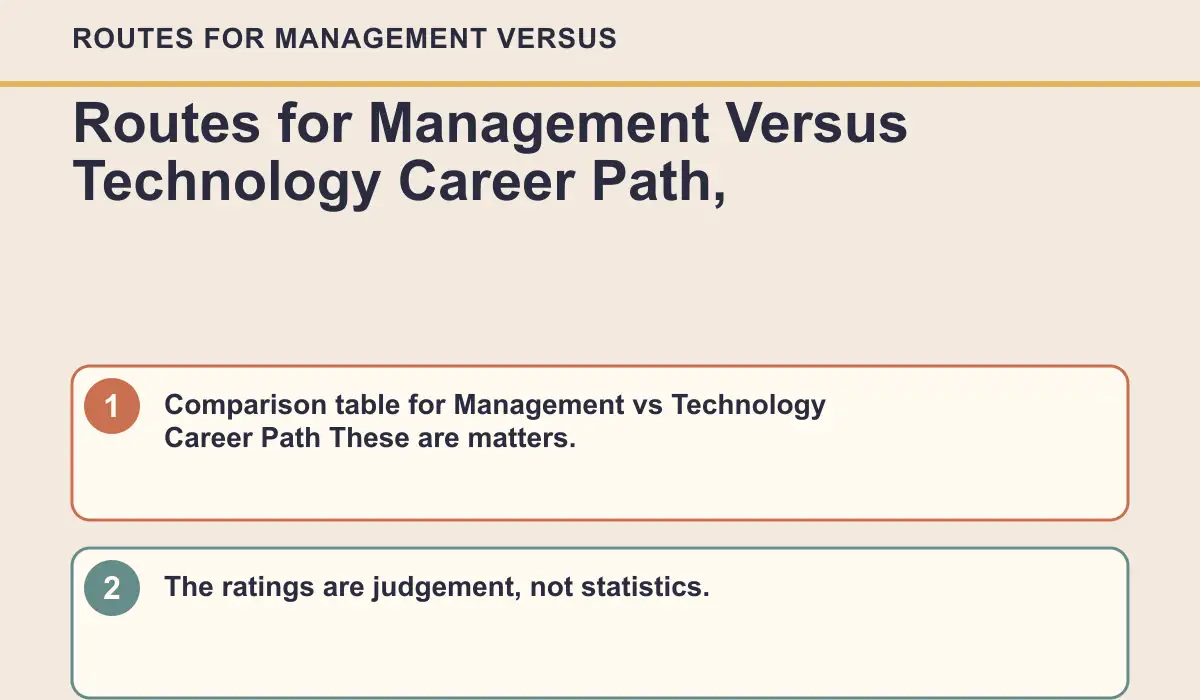 ROUTES FOR MANAGEMENT VERSUS
Routes for Management Versus
Technology Career Path,
1
Comparison table for Management vs Technology
Career Path These are matters.
2
The ratings are judgement, not statistics.